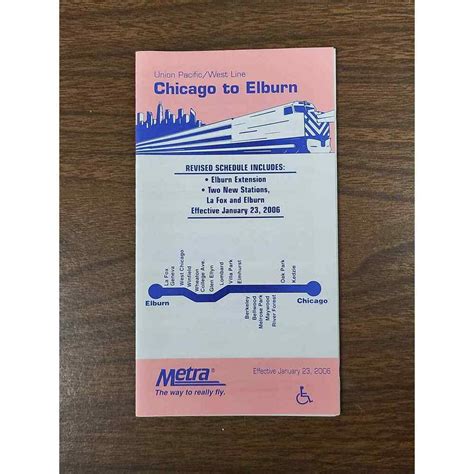 Union Pacific/West Line
Chicago to Elburn
REVISED SCHEDULE INCLUDES:
• Elburn Extension
• Two New Stations,
La Fox and Elburn
Effective January 23, 2006
Elburn
La Fox
Geneva
West Chicago
Winfield
Wheaton
College Ave.
Glen Ellyn
Lombard
Villa Park
Elmhurst
Berkeley
Bellwood
Melrose Park
Maywood
River Forest
Oak Park
Kedzie
Chicago
Metra®
The way to really fly.
Effective January 23, 2006